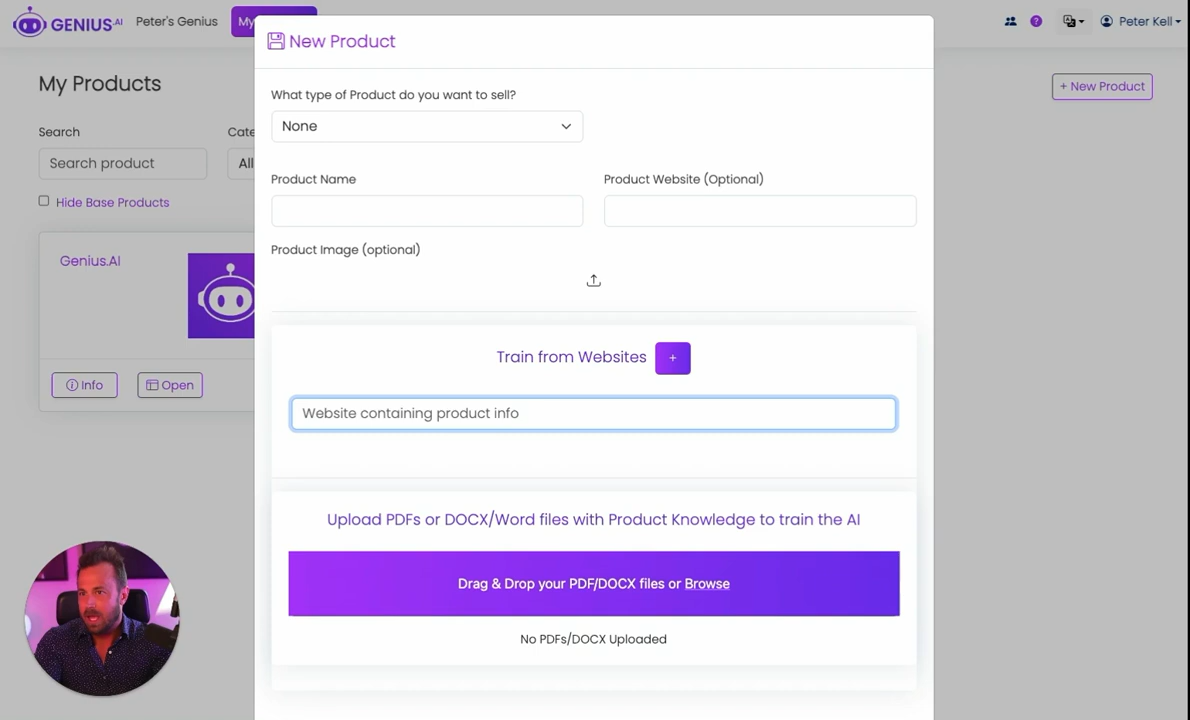 GENIUS.AI
Peter's Genius
My
Peter Kell
New Product
My Products
+ New Product
What type of Product do you want to sell?
None
Search
Search product
All
Hide Base Products
Product Name
Product Website (Optional)
Product Image (optional)
Genius.AI
Info
Open
Train from Websites +
Website containing product info
Upload PDFs or DOCX/Word files with Product Knowledge to train the AI
Drag & Drop your PDF/DOCX files or Browse
No PDFs/DOCX Uploaded